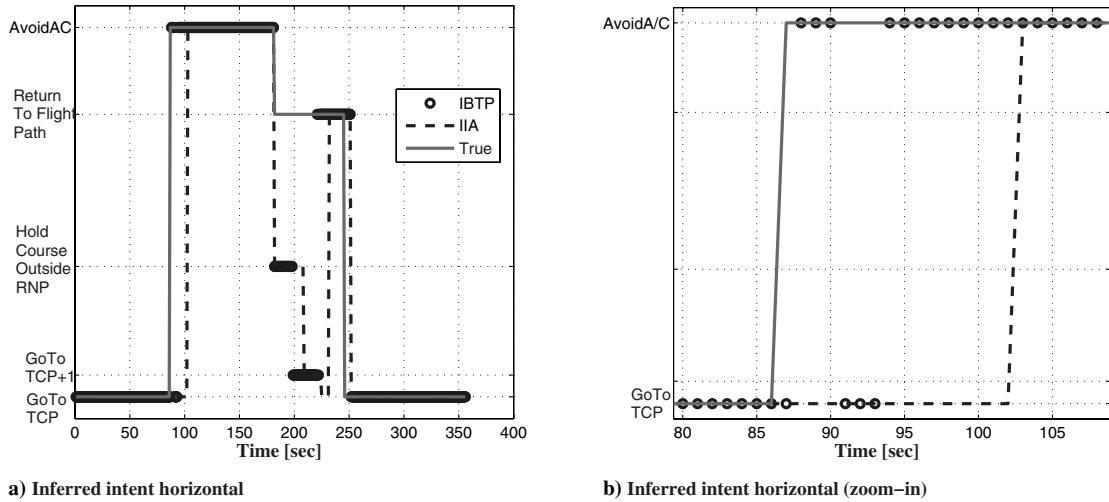 AvoidAC
Return
To Flight
Path
Hold
Course
Outside
RNP
GoTo
TCP+1
GoTo
TCP
0 50 100 150 200 250 300 350 400
Time [sec]
IBTP
IIA
True
a) Inferred intent horizontal
AvoidA/C
GoTo
TCP
80 85 90 95 100 105
Time [sec]
b) Inferred intent horizontal (zoom−in)